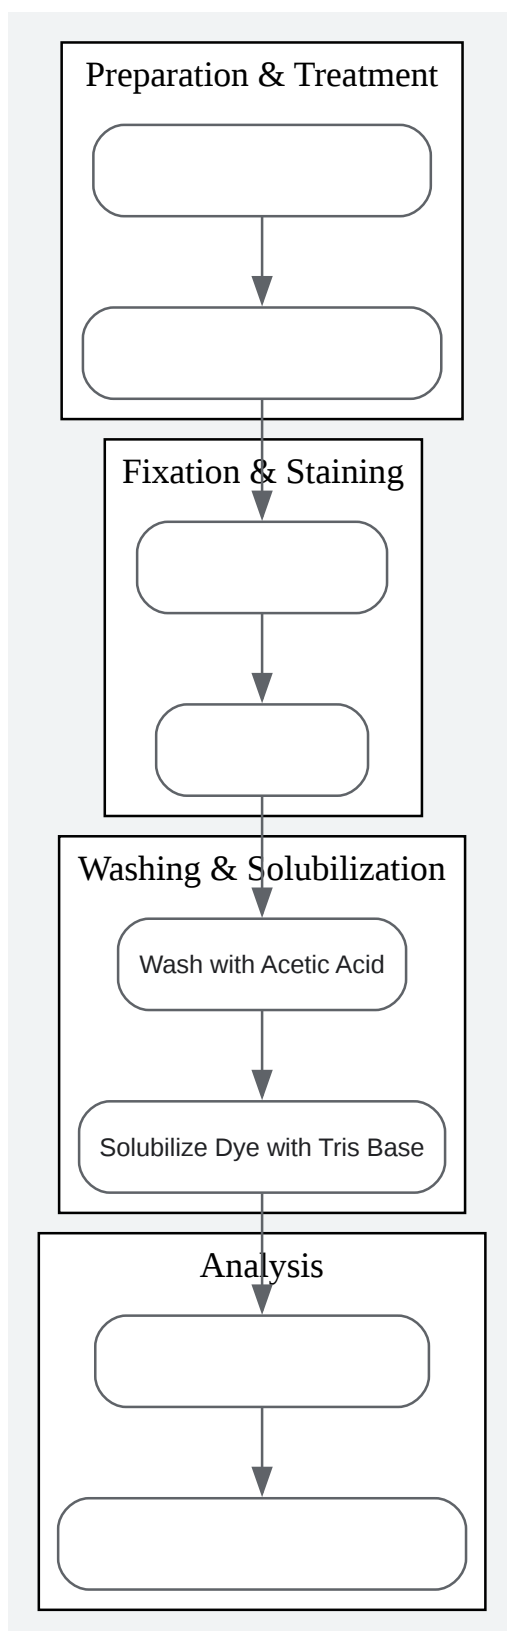 Preparation & Treatment
Fixation & Staining
Washing & Solubilization
Wash with Acetic Acid
Solubilize Dye with Tris Base
Analysis